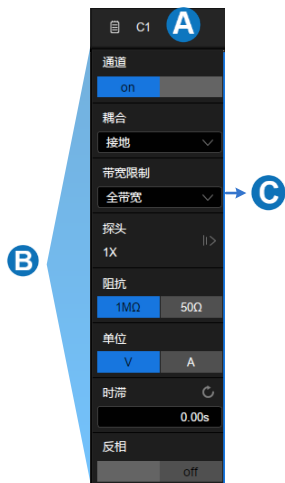 C1 A
通道
on
耦合
接地
带宽限制
全带宽
C
探头
1X
B
阻抗
1MΩ 50Ω
单位
V A
时滞
0.00s
反相
off